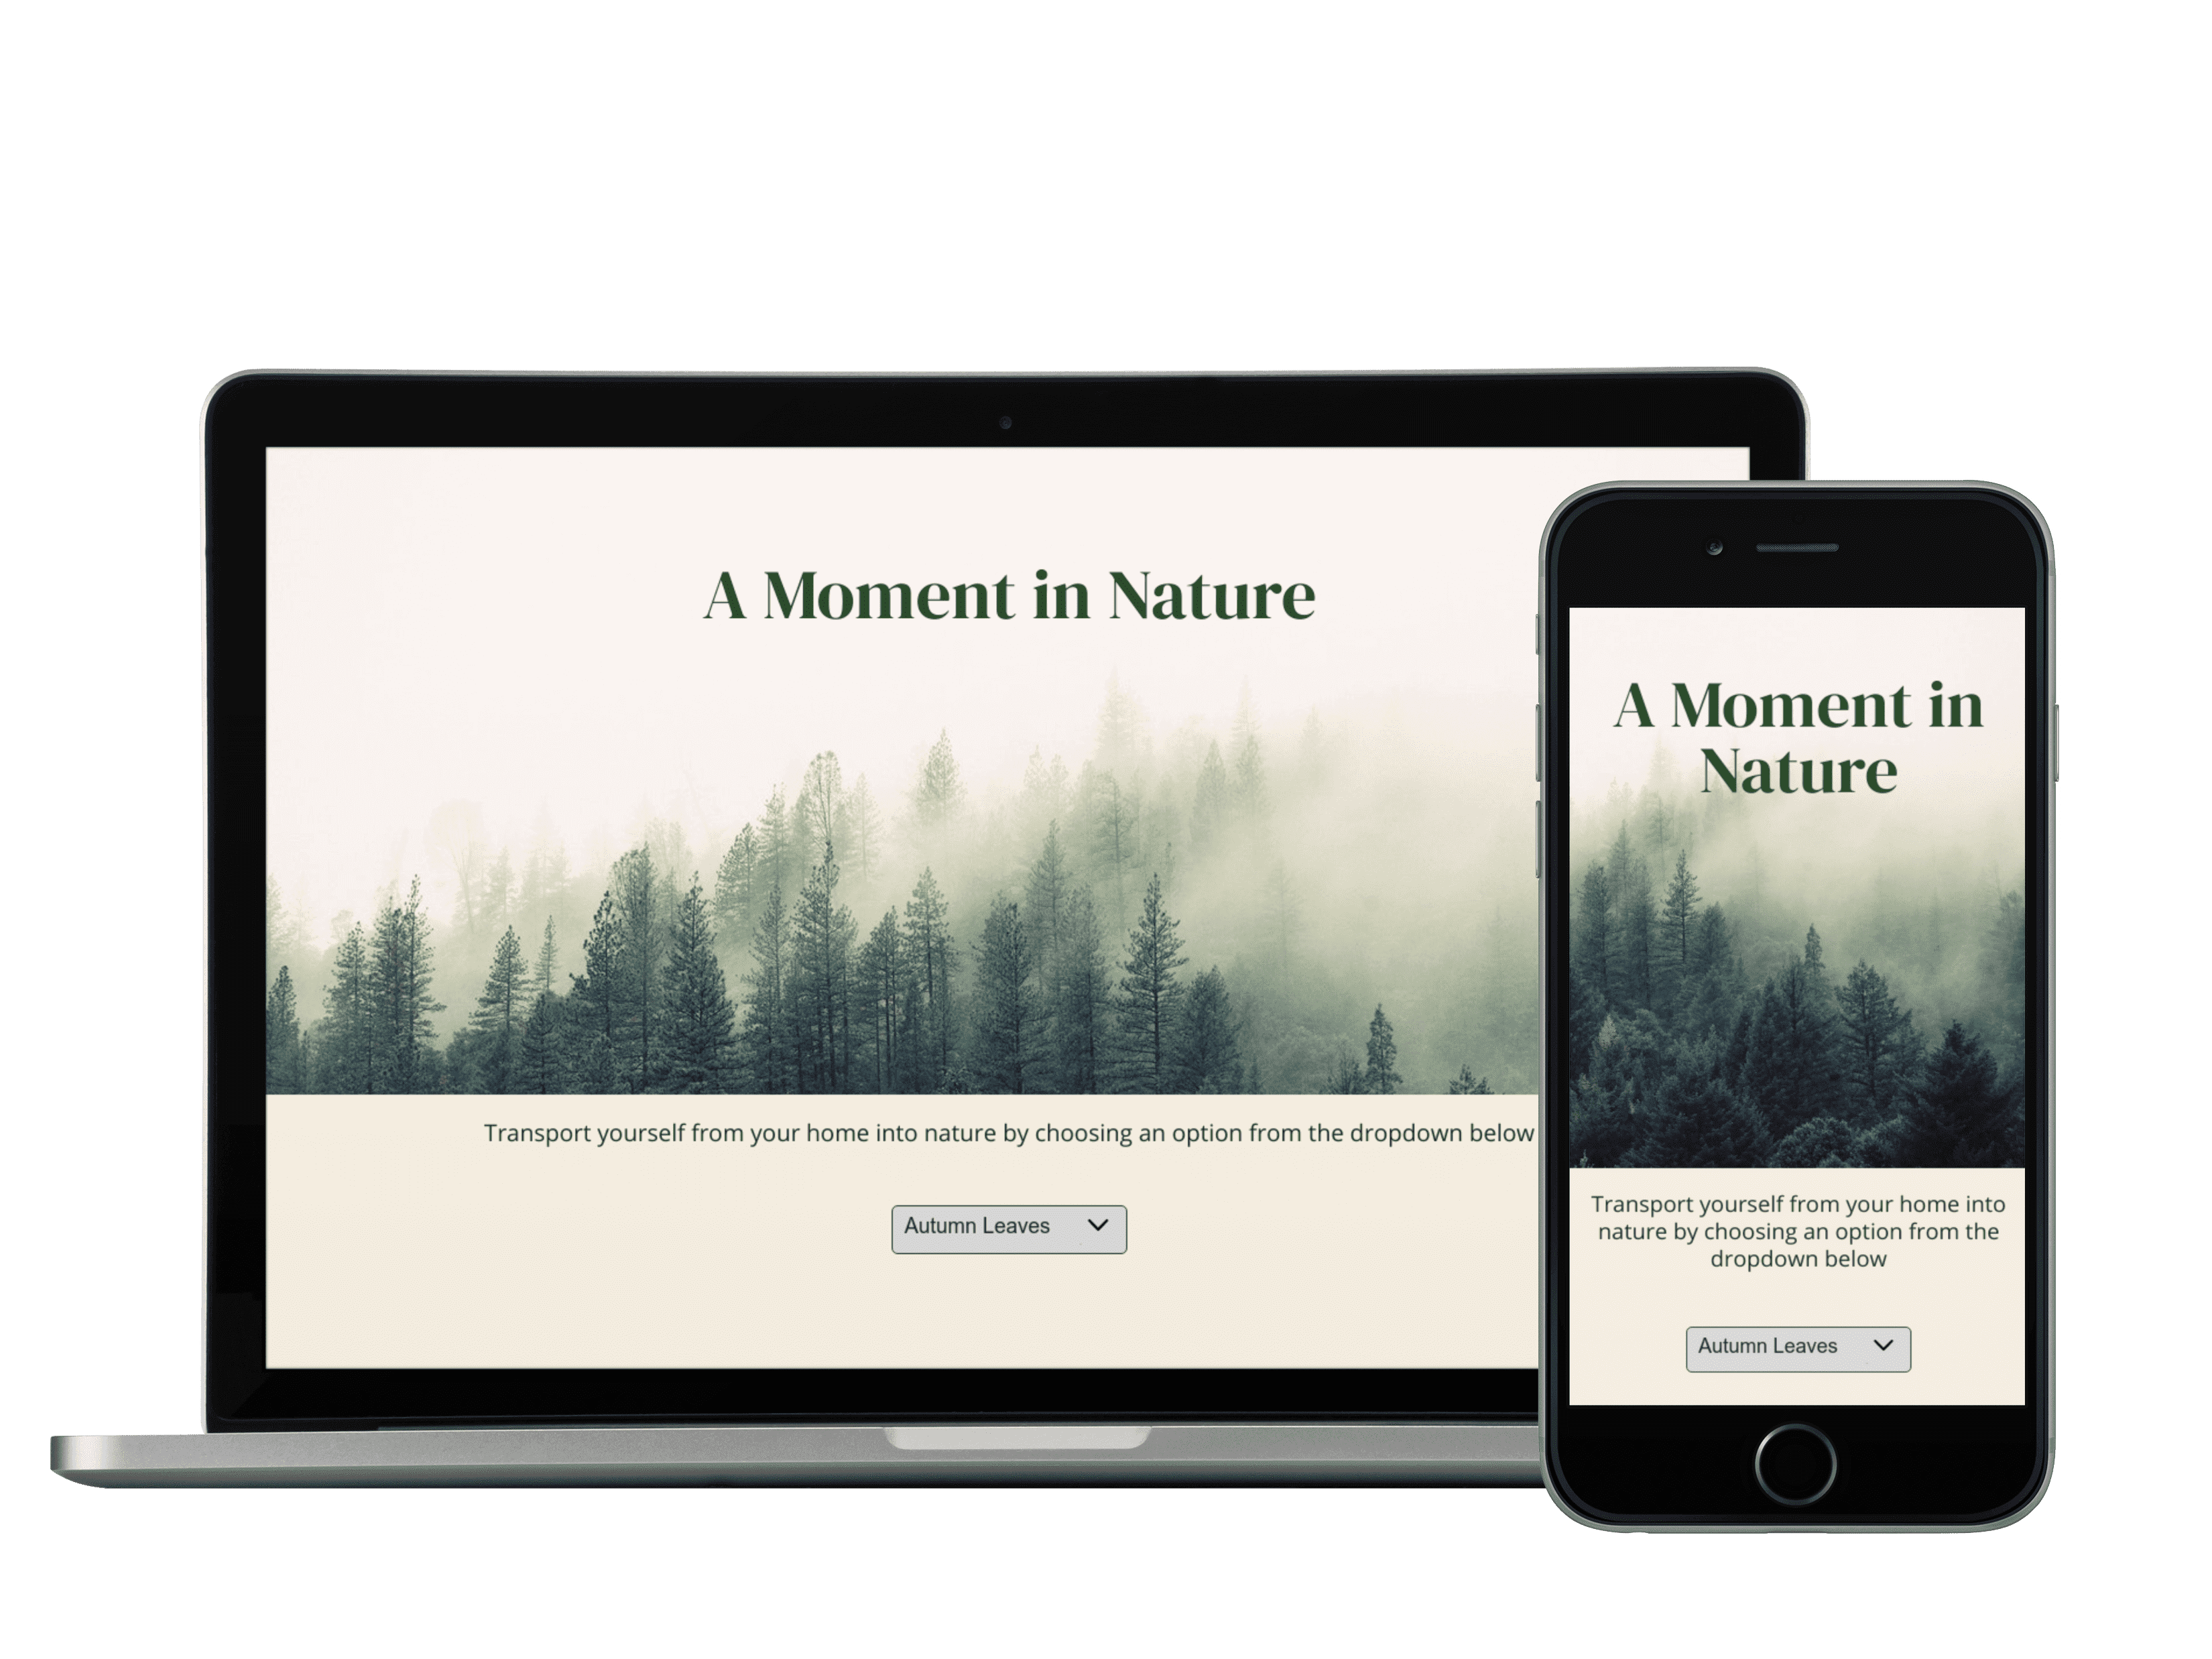 A Moment in Nature
Transport yourself from your home into nature by choosing an option from the dropdown below
Autumn Leaves
A Moment in
Nature
Transport yourself from your home into
nature by choosing an option from the
dropdown below
Autumn Leaves